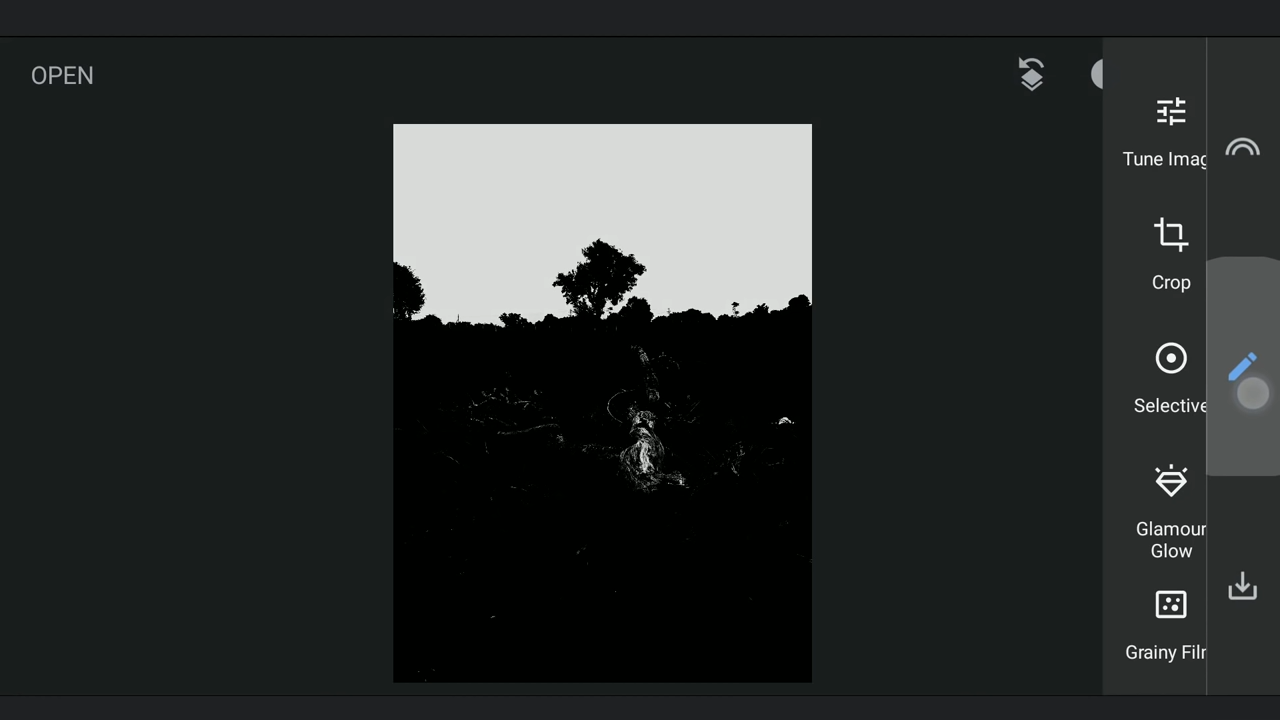 OPEN
Tune Imag
Crop
Selective
Glamour
Glow
Grainy Filr